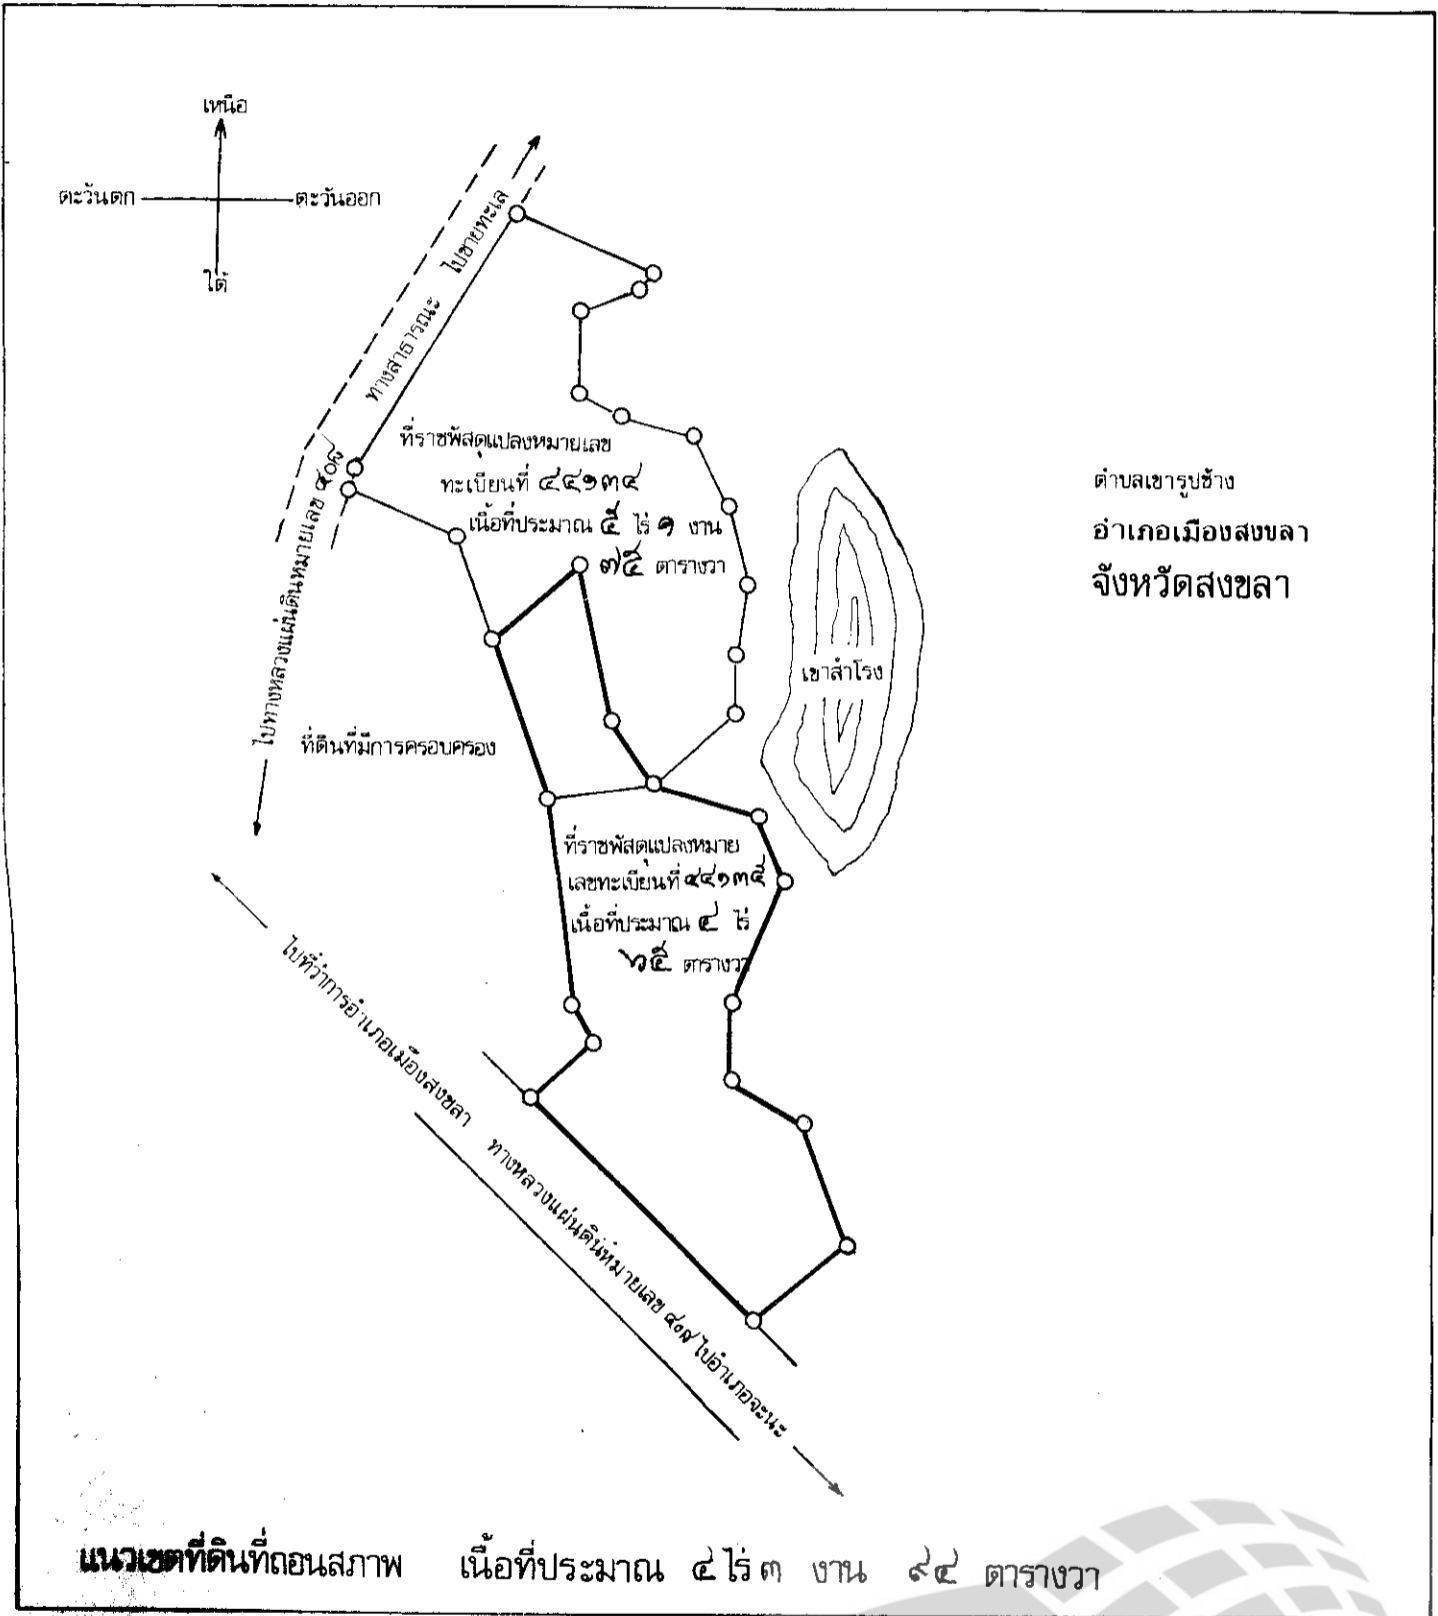 เหนือ
ตะวันตก
ตะวันออก
ใต้
ทางสาธารณะ ไปชายทะเล
ไปทางหลวงแผ่นดินหมายเลข ๔๐๘
ที่ราชพัสดุแปลงหมายเลข
ทะเบียนที่ ๔๔๑๓๔
เนื้อที่ประมาณ ๕ ไร่ ๑ งาน
๗๕ ตารางวา
ตำบลเขารูปช้าง
อำเภอเมืองสงขลา
จังหวัดสงขลา
เขาสำโรง
ที่ดินที่มีการครอบครอง
ที่ราชพัสดุแปลงหมาย
เลขทะเบียนที่ ๔๔๑๓๕
เนื้อที่ประมาณ ๔ ไร่
๖๕ ตารางวา
ไปที่ว่าการอำเภอเมืองสงขลา
ทางหลวงแผ่นดินหมายเลข ไปอำเภอจะนะ
แนวเขตที่ดินที่ถอนสภาพ เนื้อที่ประมาณ ๔ ไร่ ๓ งาน ๙๔ ตารางวา